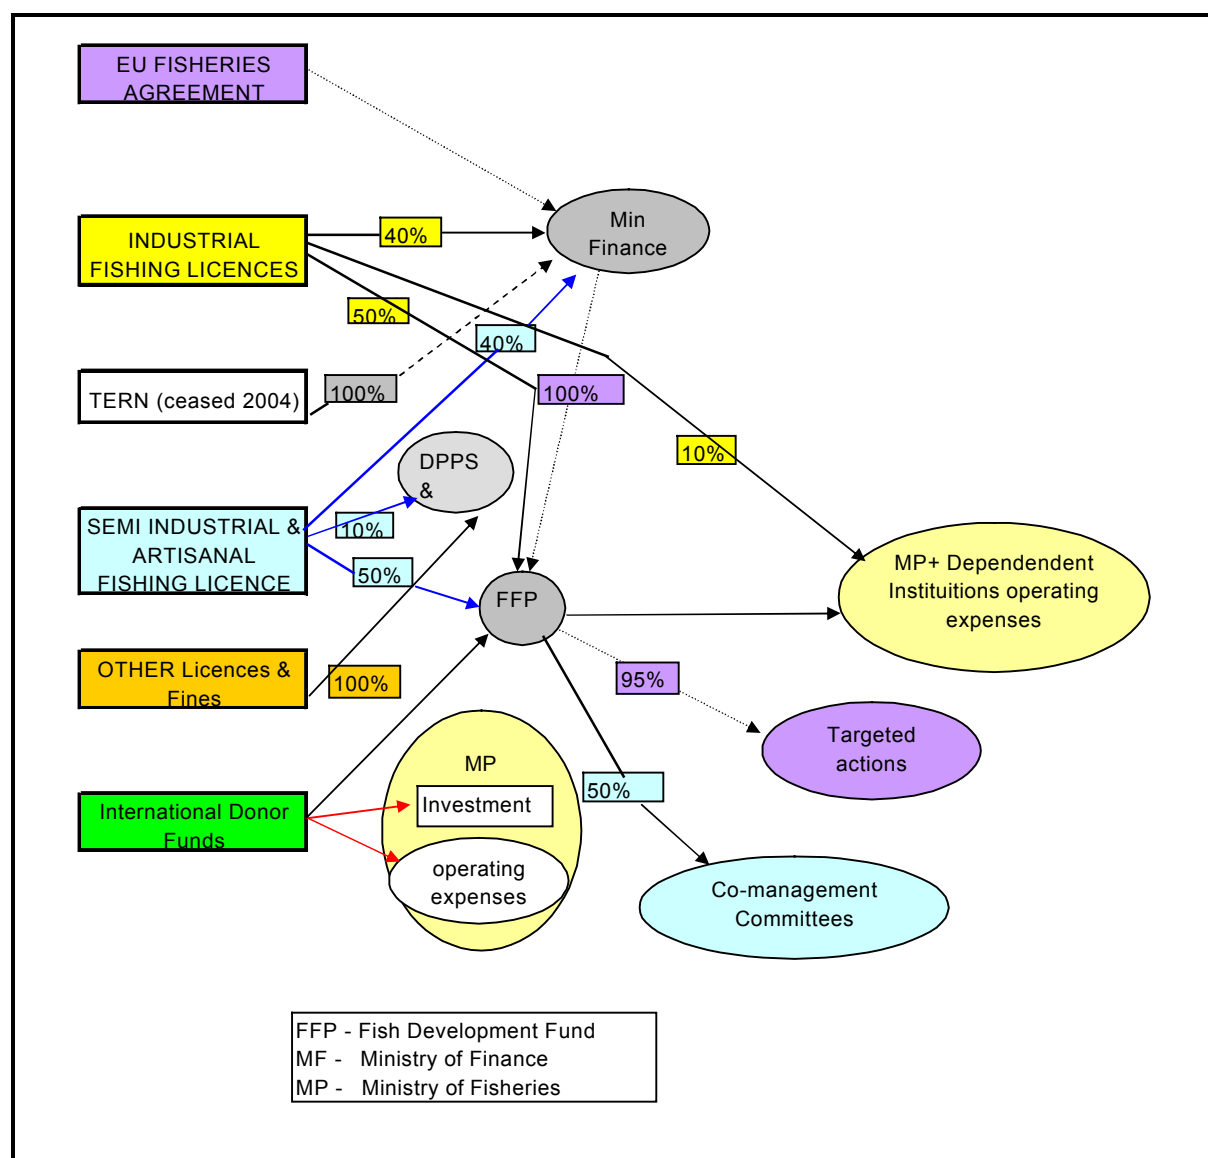 EU FISHERIES
AGREEMENT
Min
Finance
INDUSTRIAL
FISHING LICENCES
40%
50%
40%
TERN (ceased 2004)
100%
100%
10%
DPPS
&
SEMI INDUSTRIAL &
ARTISANAL
FISHING LICENCE
10%
50%
FFP
MP+ Dependendent
Instituitions operating
expenses
OTHER Licences &
Fines
100%
95%
Targeted
actions
MP
Investment
operating
expenses
50%
International Donor
Funds
Co-management
Committees
FFP - Fish Development Fund
MF - Ministry of Finance
MP - Ministry of Fisheries